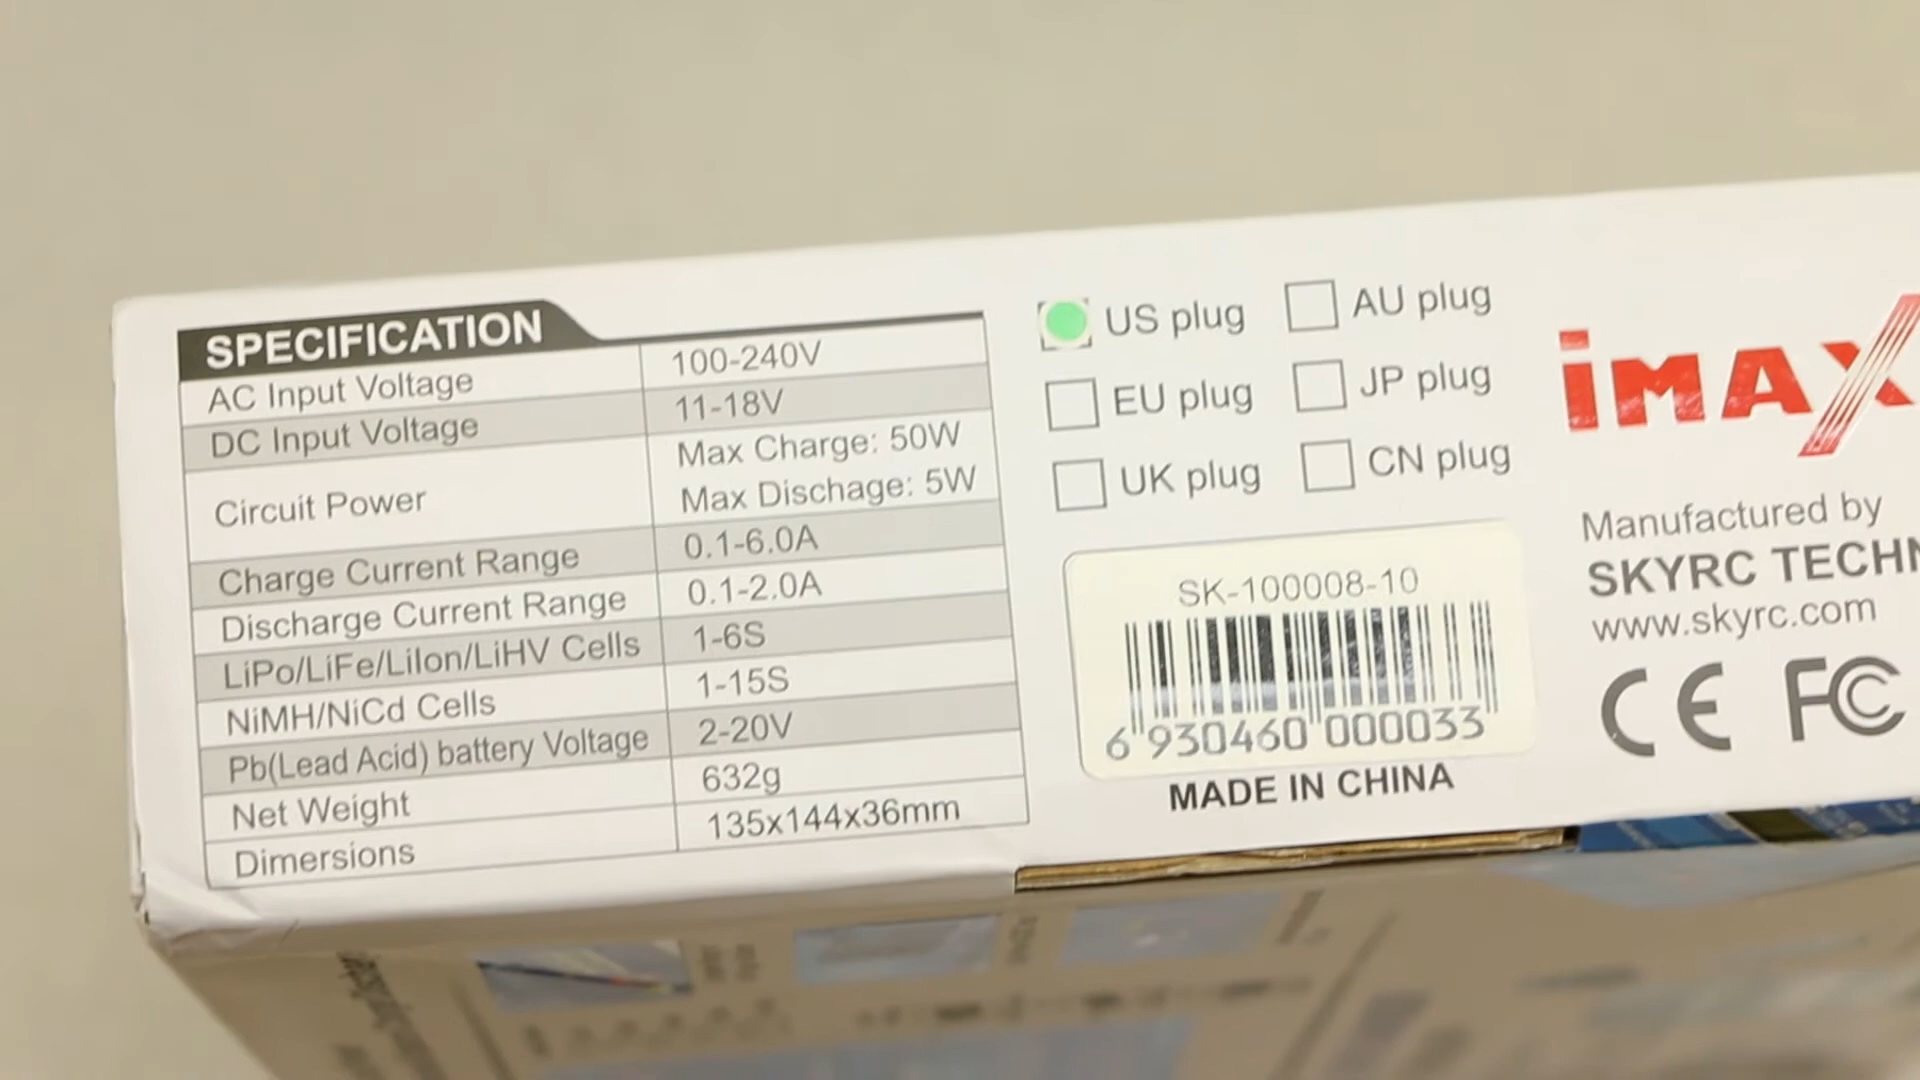 SPECIFICATION
AC Input Voltage 100-240V
DC Input Voltage 11-18V
Circuit Power Max Charge: 50W
Max Dischage: 5W
Charge Current Range 0.1-6.0A
Discharge Current Range 0.1-2.0A
LiPo/LiFe/LiIon/LiHV Cells 1-6S
NiMH/NiCd Cells 1-15S
Pb(Lead Acid) battery Voltage 2-20V
Net Weight 632g
Dimersions 135x144x36mm
US plug AU plug
EU plug JP plug
UK plug CN plug
SK-100008-10
6 930460 000033
MADE IN CHINA
iMAX
Manufactured by
SKYRC TECHN
www.skyrc.com
CE FC